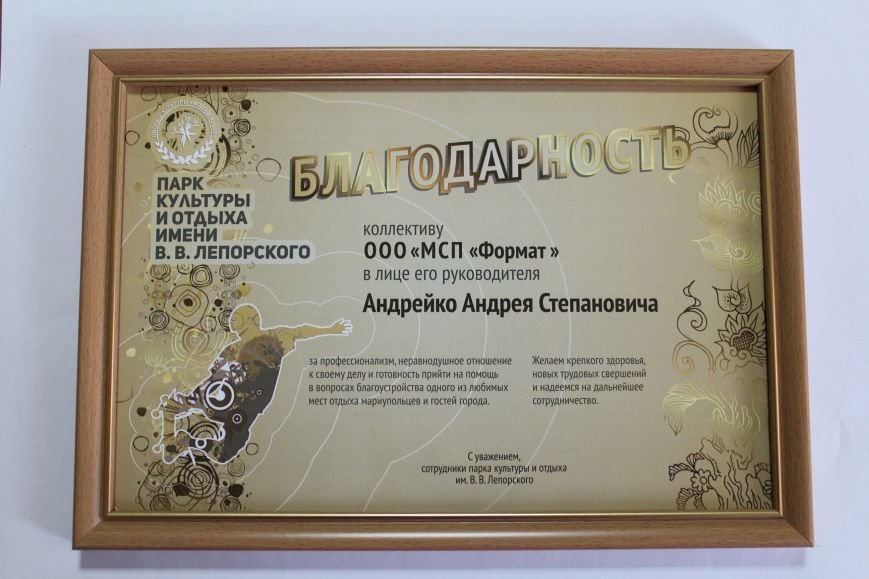 БЛАГОДАРНОСТЬ
ПАРК
КУЛЬТУРЫ
И ОТДЫХА
ИМЕНИ
В. В. ЛЕПОРСКОГО
коллективу
ООО «МСП «Формат »
в лице его руководителя
Андрейко Андрея Степановича
за профессионализм, неравнодушное отношение
к своему делу и готовность прийти на помощь
в вопросах благоустройства одного из любимых
мест отдыха мариупольцев и гостей города.
Желаем крепкого здоровья,
новых трудовых свершений
и надеемся на дальнейшее
сотрудничество.
С уважением,
сотрудники парка культуры и отдыха
им. В. В. Лепорского